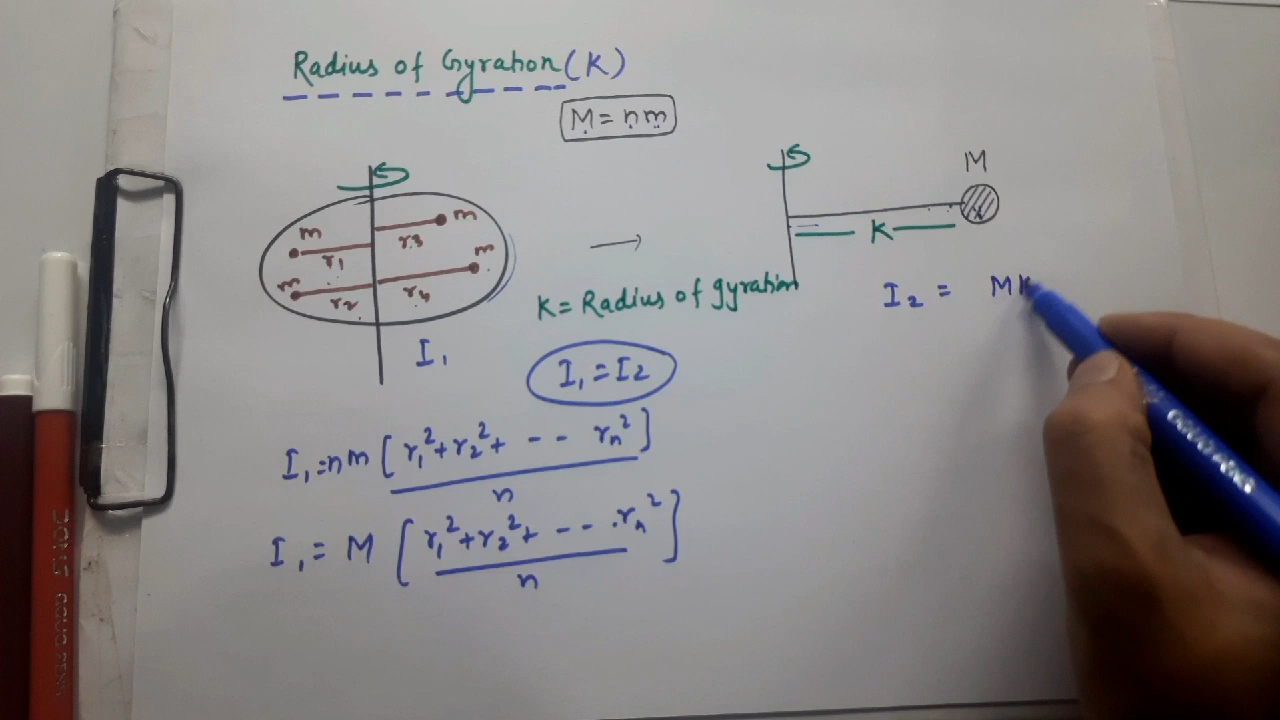 Radius of Gyration (K)
M = nm
M
m
m
r3
r1
m
m
r2
r4
K
K = Radius of gyration
I2 = MK
I1
I1 = I2
I1 = nm [ r1² + r2² + -- rn² ]
n
I1 = M [ r1² + r2² + --- . rn² ]
n